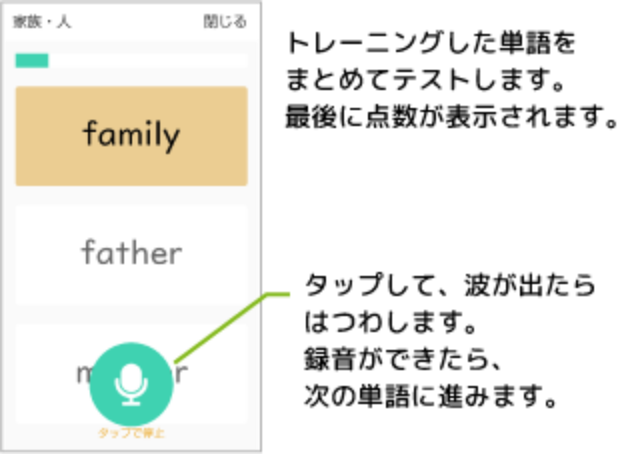 家族・人 閉じる
family
father
タップで停止
トレーニングした単語を
まとめてテストします。
最後に点数が表示されます。
タップして、波が出たら
はつわします。
録音ができたら、
次の単語に進みます。